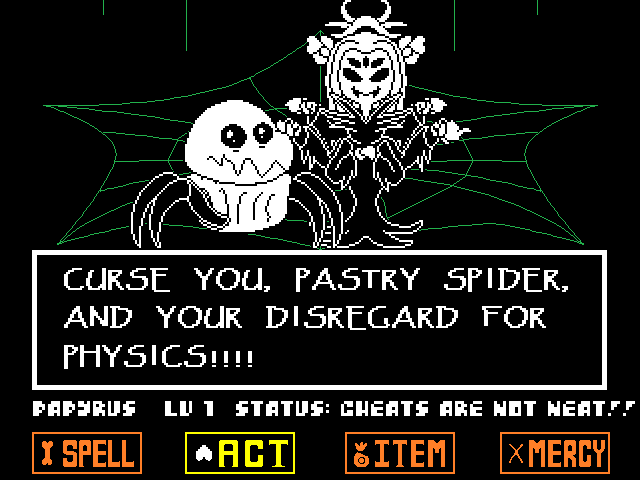 CURSE YOU, PASTRY SPIDER,
AND YOUR DISREGARD FOR
PHYSICS!!!!
PAPYRUS LV 1 STATUS: CHEATS ARE NOT NEAT!!
SPELL ACT ITEM MERCY